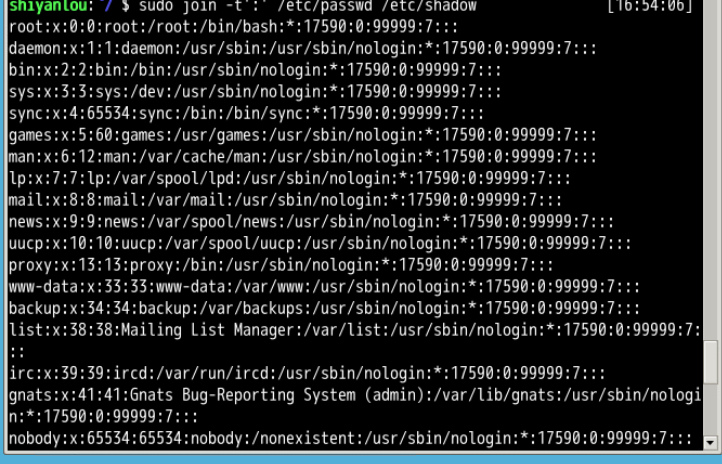 shiyanlou:~/ $ sudo join -t':' /etc/passwd /etc/shadow [16:54:06]
root:x:0:0:root:/root:/bin/bash:*:17590:0:99999:7:::
daemon:x:1:1:daemon:/usr/sbin:/usr/sbin/nologin:*:17590:0:99999:7:::
bin:x:2:2:bin:/bin:/usr/sbin/nologin:*:17590:0:99999:7:::
sys:x:3:3:sys:/dev:/usr/sbin/nologin:*:17590:0:99999:7:::
sync:x:4:65534:sync:/bin:/bin/sync:*:17590:0:99999:7:::
games:x:5:60:games:/usr/games:/usr/sbin/nologin:*:17590:0:99999:7:::
man:x:6:12:man:/var/cache/man:/usr/sbin/nologin:*:17590:0:99999:7:::
lp:x:7:7:lp:/var/spool/lpd:/usr/sbin/nologin:*:17590:0:99999:7:::
mail:x:8:8:mail:/var/mail:/usr/sbin/nologin:*:17590:0:99999:7:::
news:x:9:9:news:/var/spool/news:/usr/sbin/nologin:*:17590:0:99999:7:::
uucp:x:10:10:uucp:/var/spool/uucp:/usr/sbin/nologin:*:17590:0:99999:7:::
proxy:x:13:13:proxy:/bin:/usr/sbin/nologin:*:17590:0:99999:7:::
www-data:x:33:33:www-data:/var/www:/usr/sbin/nologin:*:17590:0:99999:7:::
backup:x:34:34:backup:/var/backups:/usr/sbin/nologin:*:17590:0:99999:7:::
list:x:38:38:Mailing List Manager:/var/list:/usr/sbin/nologin:*:17590:0:99999:7:
::
irc:x:39:39:ircd:/var/run/ircd:/usr/sbin/nologin:*:17590:0:99999:7:::
gnats:x:41:41:Gnats Bug-Reporting System (admin):/var/lib/gnats:/usr/sbin/nologi
n:*:17590:0:99999:7:::
nobody:x:65534:65534:nobody:/nonexistent:/usr/sbin/nologin:*:17590:0:99999:7:::